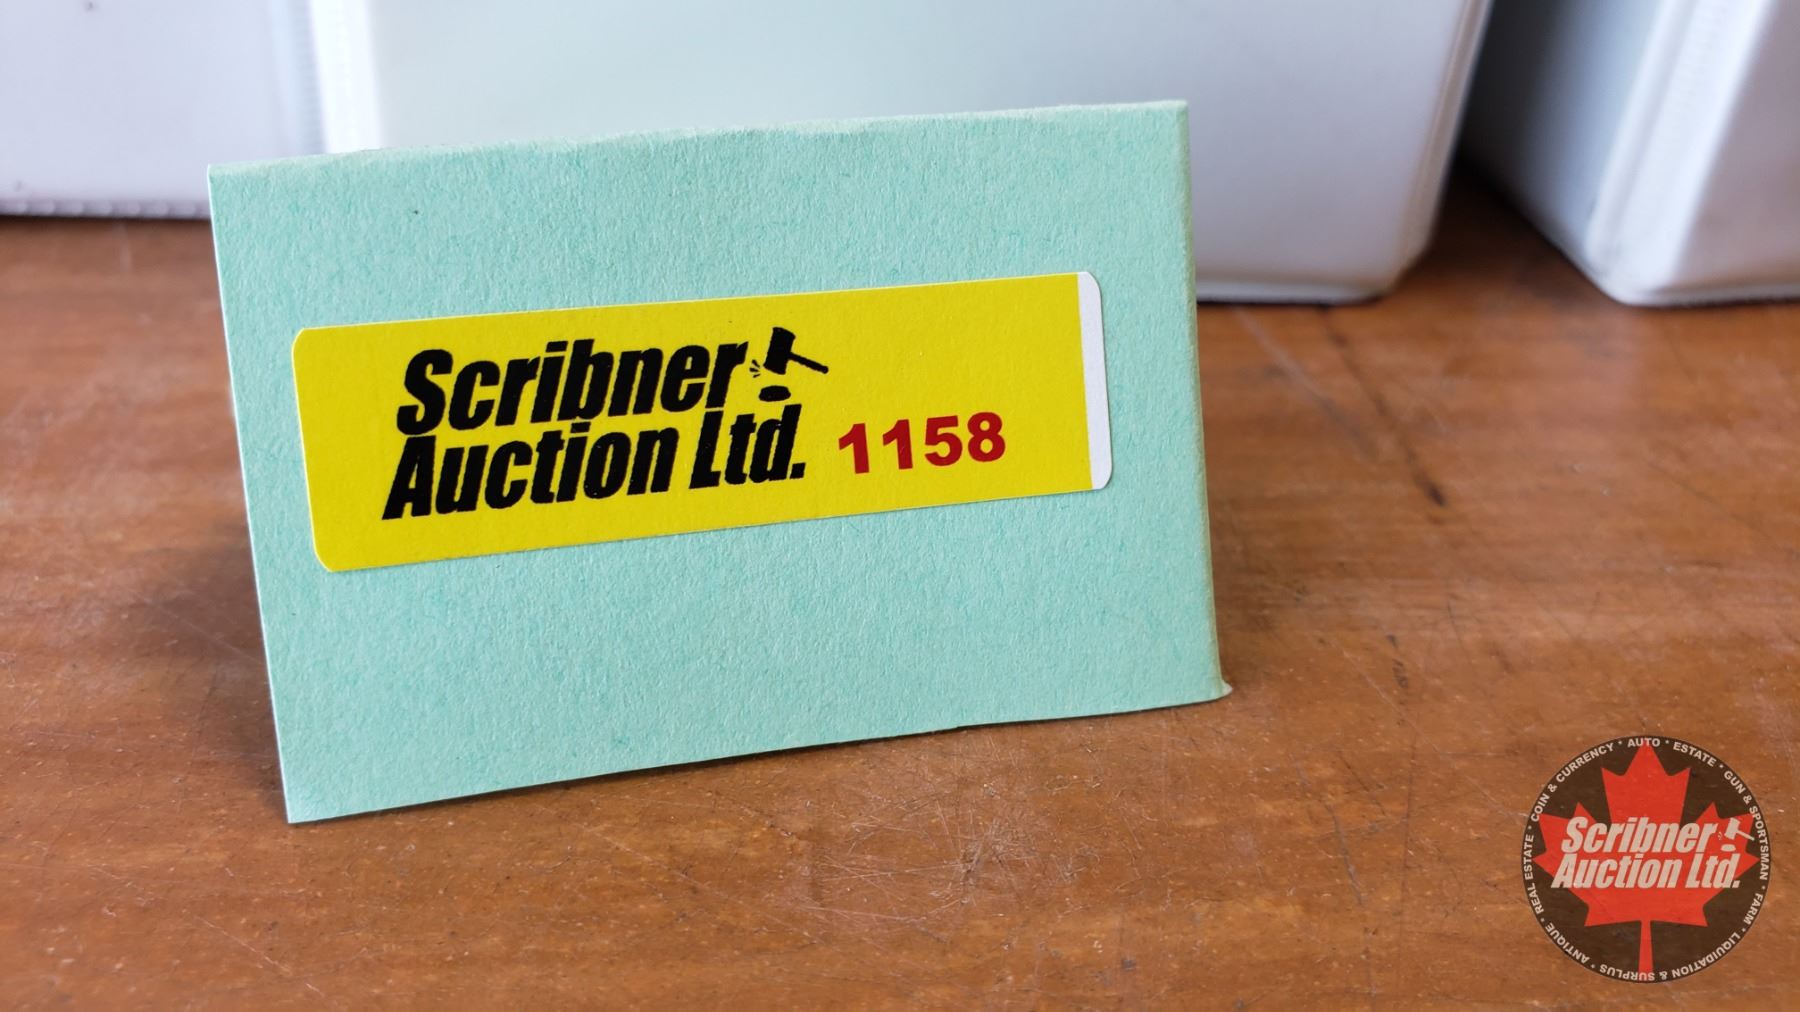 Scribner
Auction Ltd. 1158
COIN & CURRENCY * AUTO * ESTATE * GUN & SPORTSMAN * FARM * LIQUIDATION & SURPLUS * ANTIQUE * REAL ESTATE *
Scribner
Auction Ltd.